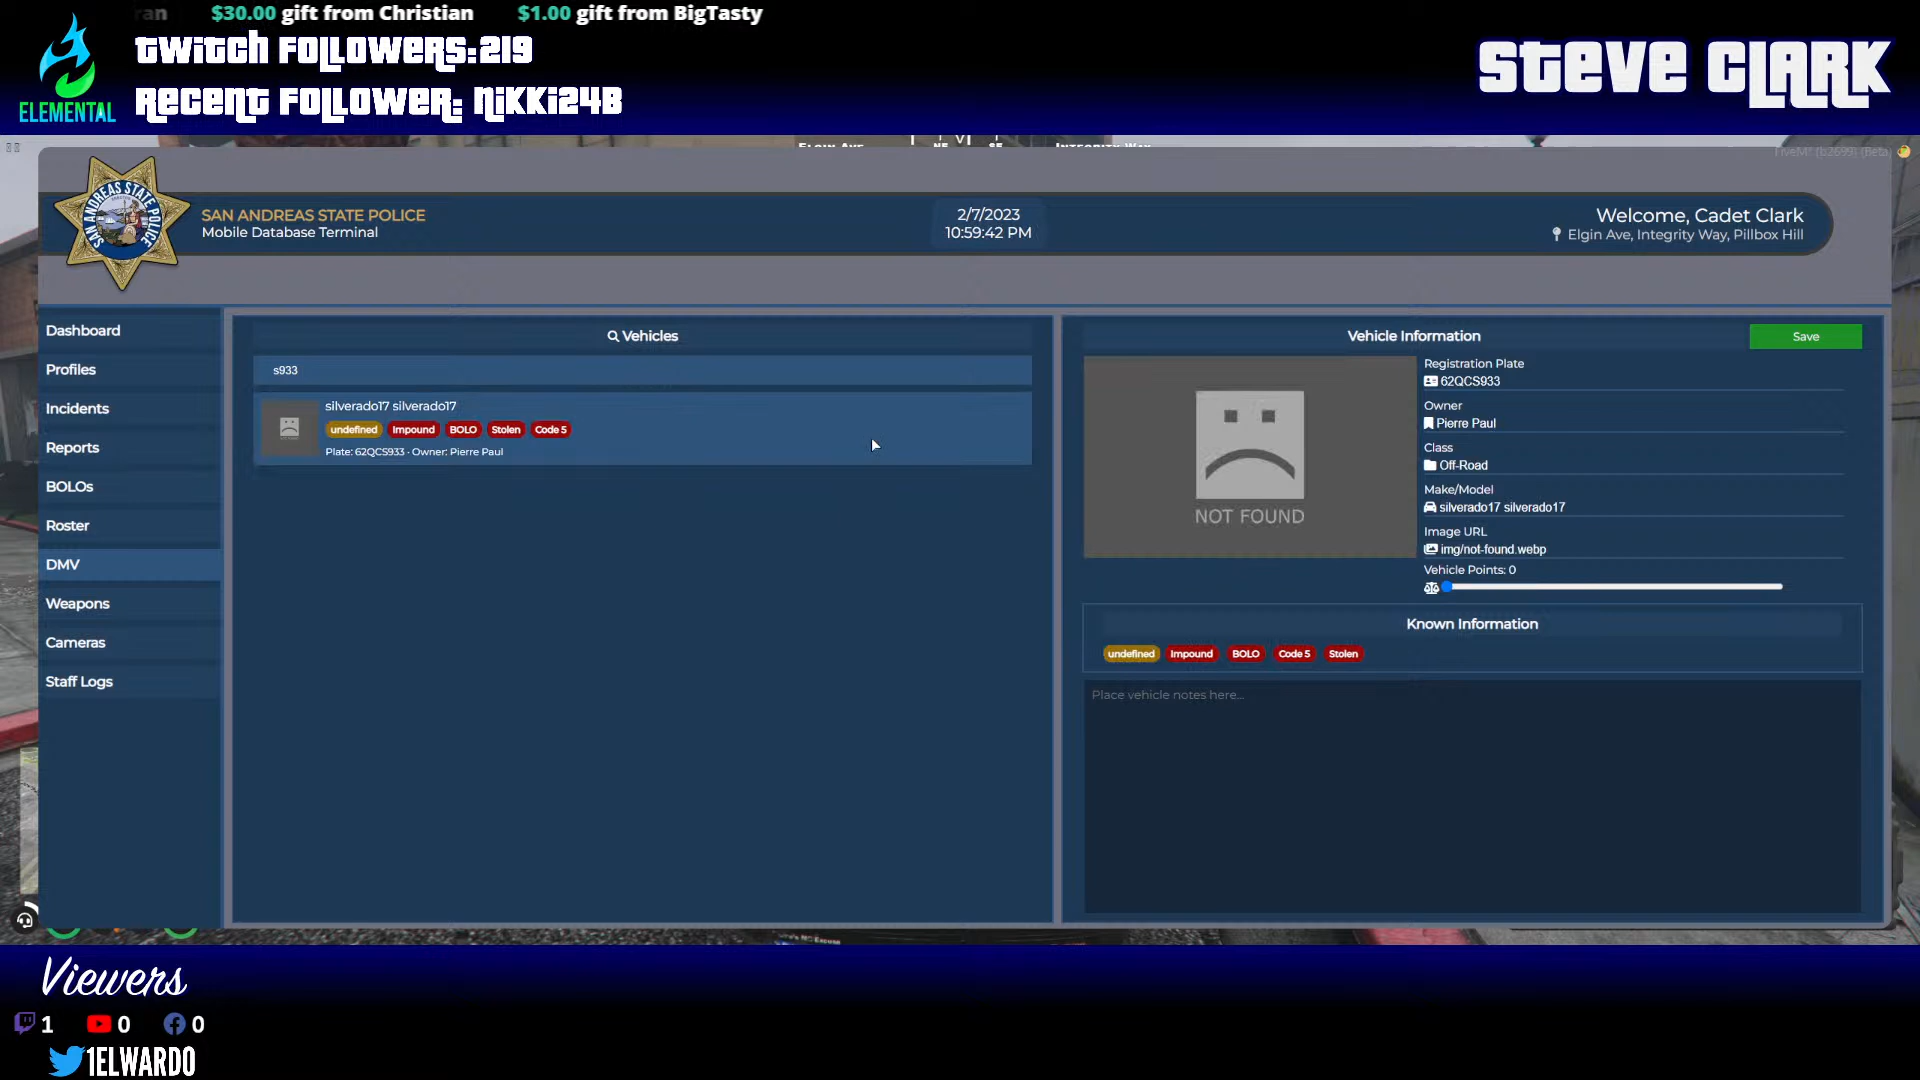 $30.00 gift from Christian $1.00 gift from BigTasty
TWITCH FOLLOWERS:219
RECENT FOLLOWER: NIKKI24B
ELEMENTAL
STEVE CLARK
SAN ANDREAS STATE POLICE
SAN ANDREAS STATE POLICE
Mobile Database Terminal
2/7/2023
10:59:42 PM
Welcome, Cadet Clark
Elgin Ave, Integrity Way, Pillbox Hill
Dashboard
Profiles
Incidents
Reports
BOLOs
Roster
DMV
Weapons
Cameras
Staff Logs
Vehicles
s933
silverado17 silverado17
undefined Impound BOLO Stolen Code 5
Plate: 62QCS933 · Owner: Pierre Paul
Vehicle Information
Save
NOT FOUND
Registration Plate
62QCS933
Owner
Pierre Paul
Class
Off-Road
Make/Model
silverado17 silverado17
Image URL
img/not-found.webp
Vehicle Points: 0
Known Information
undefined Impound BOLO Code 5 Stolen
Place vehicle notes here...
Viewers
1 0 0
1ELWARDO